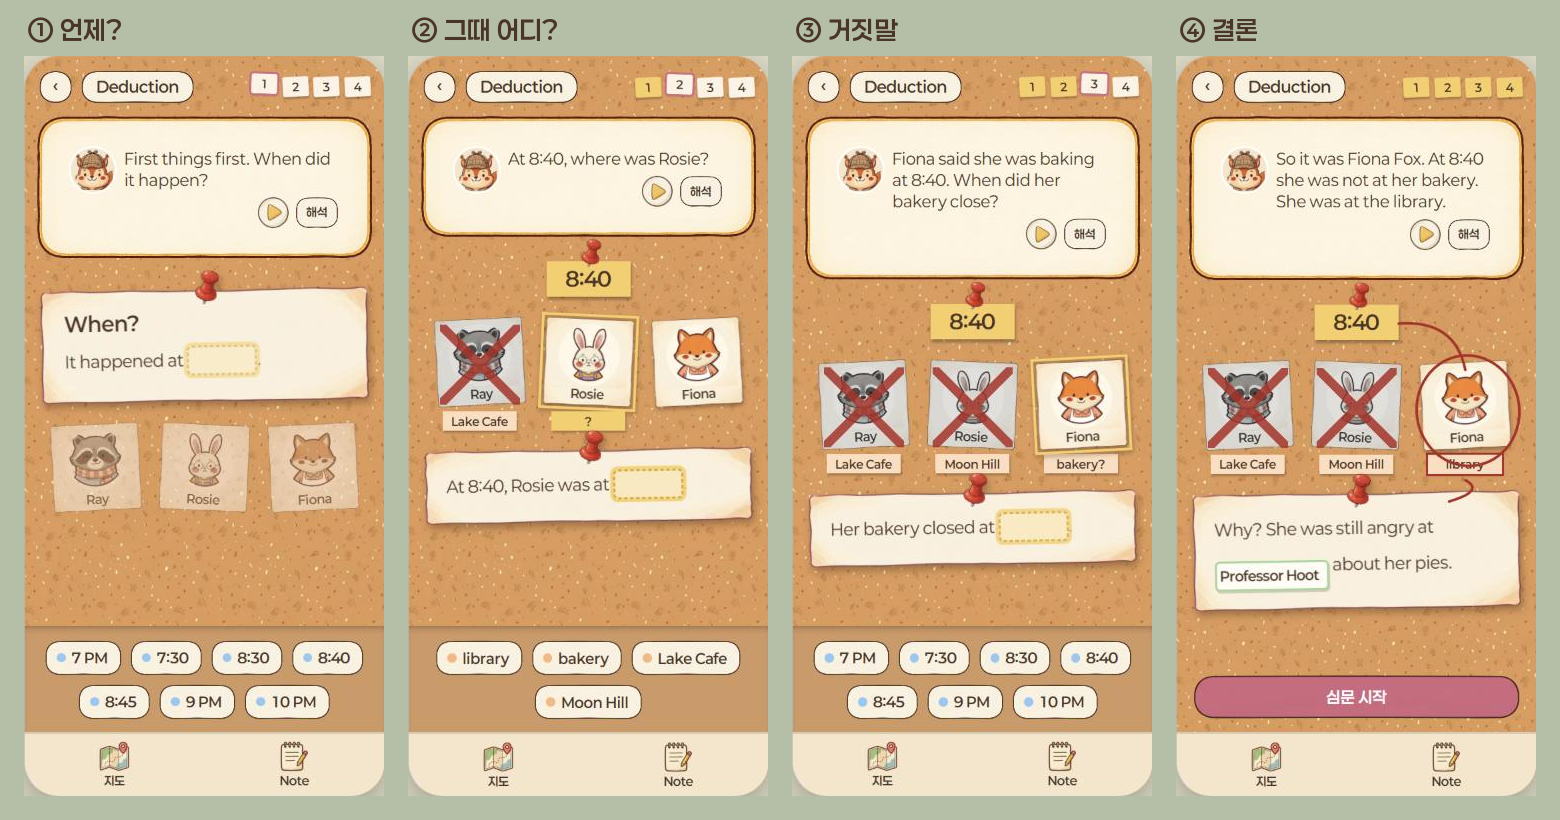 ① 언제?
‹ Deduction 1 2 3 4
First things first. When did
it happen?
해석
When?
It happened at
Ray Rosie Fiona
7 PM 7:30 8:30 8:40
8:45 9 PM 10 PM
지도 Note
② 그때 어디?
‹ Deduction 1 2 3 4
At 8:40, where was Rosie?
해석
8:40
Ray Rosie Fiona
Lake Cafe ?
At 8:40, Rosie was at
library bakery Lake Cafe
Moon Hill
지도 Note
③ 거짓말
‹ Deduction 1 2 3 4
Fiona said she was baking
at 8:40. When did her
bakery close?
해석
8:40
Ray Rosie Fiona
Lake Cafe Moon Hill bakery?
Her bakery closed at
7 PM 7:30 8:30 8:40
8:45 9 PM 10 PM
지도 Note
④ 결론
‹ Deduction 1 2 3 4
So it was Fiona Fox. At 8:40
she was not at her bakery.
She was at the library.
해석
8:40
Ray Rosie Fiona
Lake Cafe Moon Hill library
Why? She was still angry at
Professor Hoot about her pies.
심문 시작
지도 Note